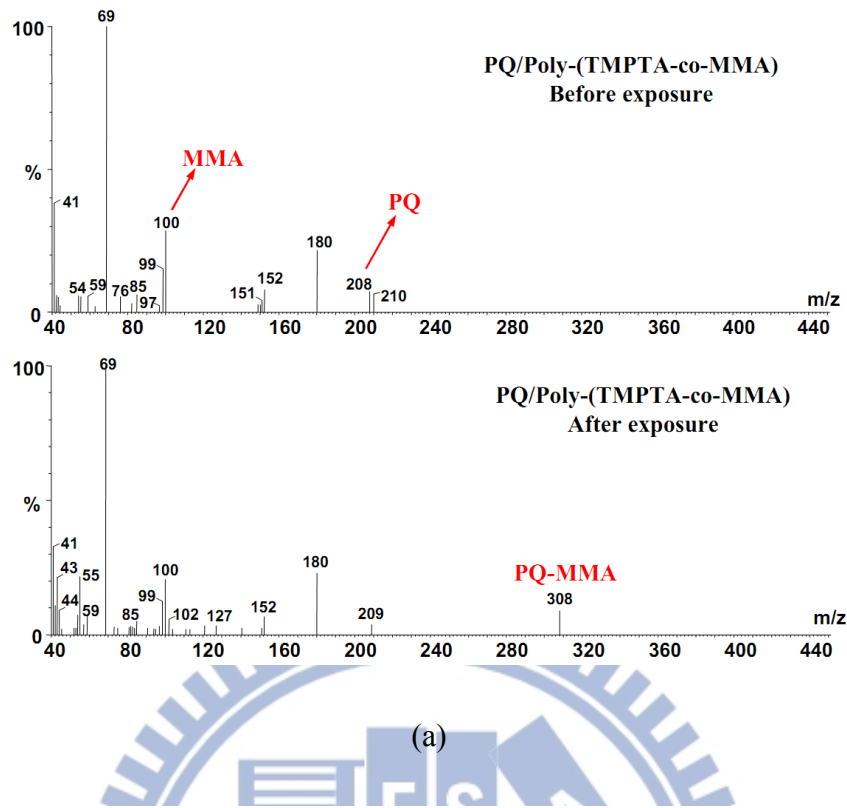 100
69
PQ/Poly-(TMPTA-co-MMA)
Before exposure
MMA
%
41
PQ
100
180
99
208
210
54
59
76
85
97
151
152
m/z
0
40 80 120 160 200 240 280 320 360 400 440
100
69
PQ/Poly-(TMPTA-co-MMA)
After exposure
%
41
43
55
44
59
PQ-MMA
180
308
100
99
85
102
127
152
209
m/z
0
40 80 120 160 200 240 280 320 360 400 440
(a)
E S